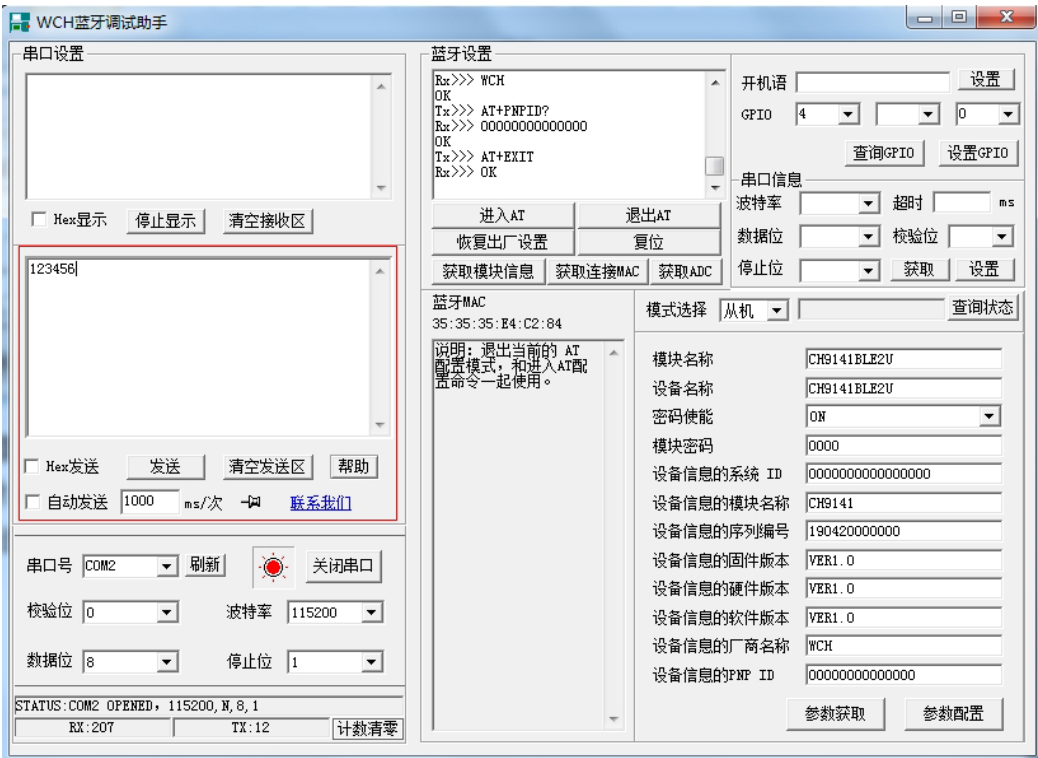 WCH蓝牙调试助手
串口设置
Hex显示 停止显示 清空接收区
123456
Hex发送 发送 清空发送区 帮助
自动发送 1000 ms/次 联系我们
串口号 COM2 刷新 关闭串口
校验位 0 波特率 115200
数据位 8 停止位 1
STATUS:COM2 OPENED, 115200,N,8,1
RX:207 TX:12 计数清零
蓝牙设置
Rx>>> WCH
OK
Tx>>> AT+PNPID?
Rx>>> 00000000000000
OK
Tx>>> AT+EXIT
Rx>>> OK
进入AT 退出AT
恢复出厂设置 复位
获取模块信息 获取连接MAC 获取ADC
开机语 设置
GPIO 4 0
查询GPIO 设置GPIO
串口信息
波特率 超时 ms
数据位 校验位
停止位 获取 设置
蓝牙MAC
35:35:35:E4:C2:84
说明：退出当前的 AT
配置模式，和进入AT配
置命令一起使用。
模式选择 从机 查询状态
模块名称 CH9141BLE2U
设备名称 CH9141BLE2U
密码使能 ON
模块密码 0000
设备信息的系统 ID 0000000000000000
设备信息的模块名称 CH9141
设备信息的序列编号 190420000000
设备信息的固件版本 VER1.0
设备信息的硬件版本 VER1.0
设备信息的软件版本 VER1.0
设备信息的厂商名称 WCH
设备信息的PNP ID 00000000000000
参数获取 参数配置